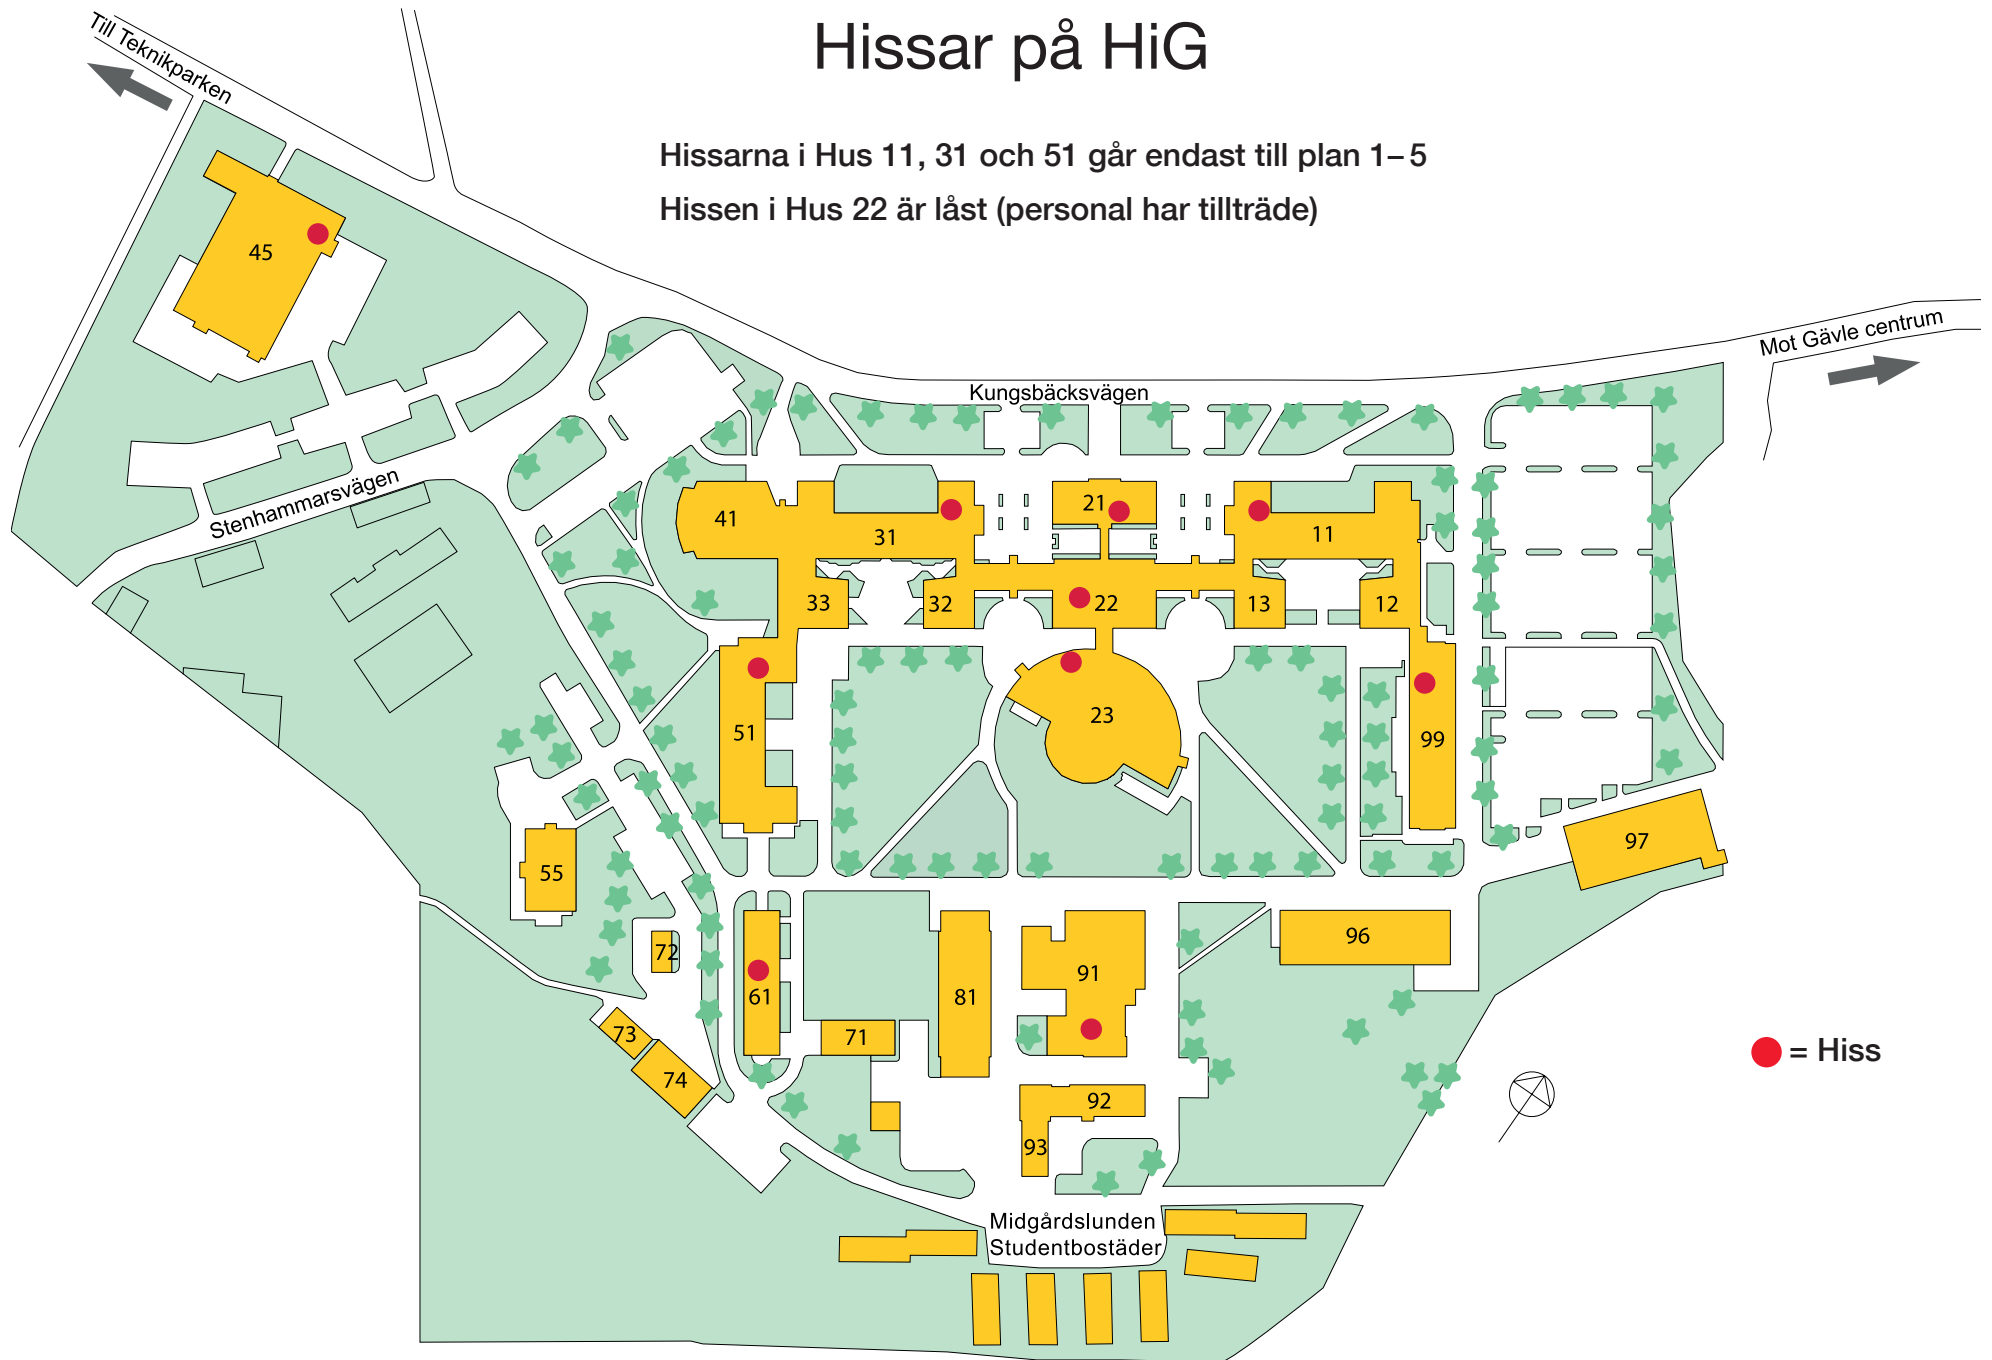 Hissar på HiG
Till Teknikparken
Hissarna i Hus 11, 31 och 51 går endast till plan 1–5
Hissen i Hus 22 är låst (personal har tillträde)
45
Mot Gävle centrum
Kungsbäcksvägen
Stenhammarsvägen
41
31
21
11
33
32
22
13
12
51
23
99
97
55
72
61
71
81
91
96
73
74
92
93
= Hiss
Midgårdslunden
Studentbostäder